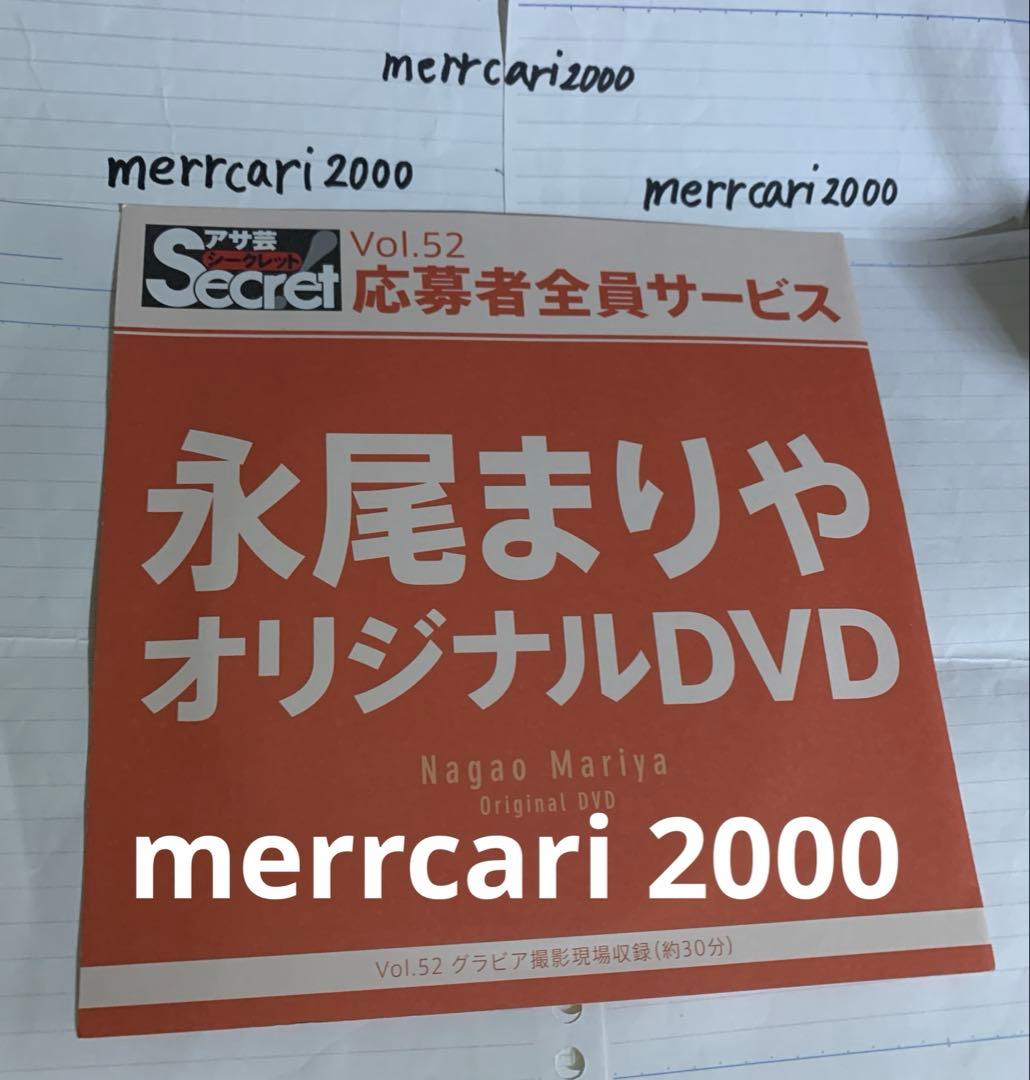 merrcari2000
merrcari2000
merrcari2000
アサ芸
シークレット
Secret!
Vol.52
応募者全員サービス
永尾まりや
オリジナルDVD
Nagao Mariya
Original DVD
merrcari 2000
Vol.52 グラビア撮影現場収録(約30分)